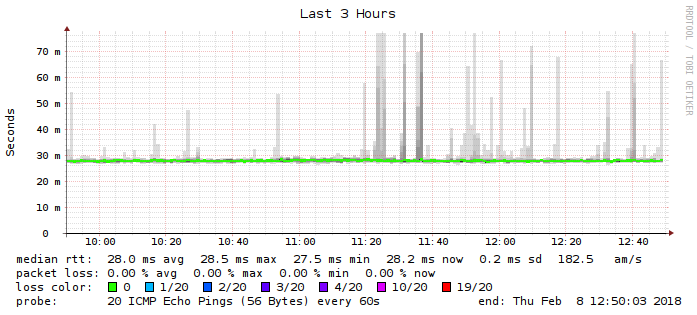 Last 3 Hours
RRDTOOL / TOBI OETIKER
Seconds
70 m
60 m
50 m
40 m
30 m
20 m
10 m
0
10:00 10:20 10:40 11:00 11:20 11:40 12:00 12:20 12:40
median rtt: 28.0 ms avg 28.5 ms max 27.5 ms min 28.2 ms now 0.2 ms sd 182.5 am/s
packet loss: 0.00 % avg 0.00 % max 0.00 % min 0.00 % now
loss color: 0 1/20 2/20 3/20 4/20 10/20 19/20
probe: 20 ICMP Echo Pings (56 Bytes) every 60s end: Thu Feb 8 12:50:03 2018